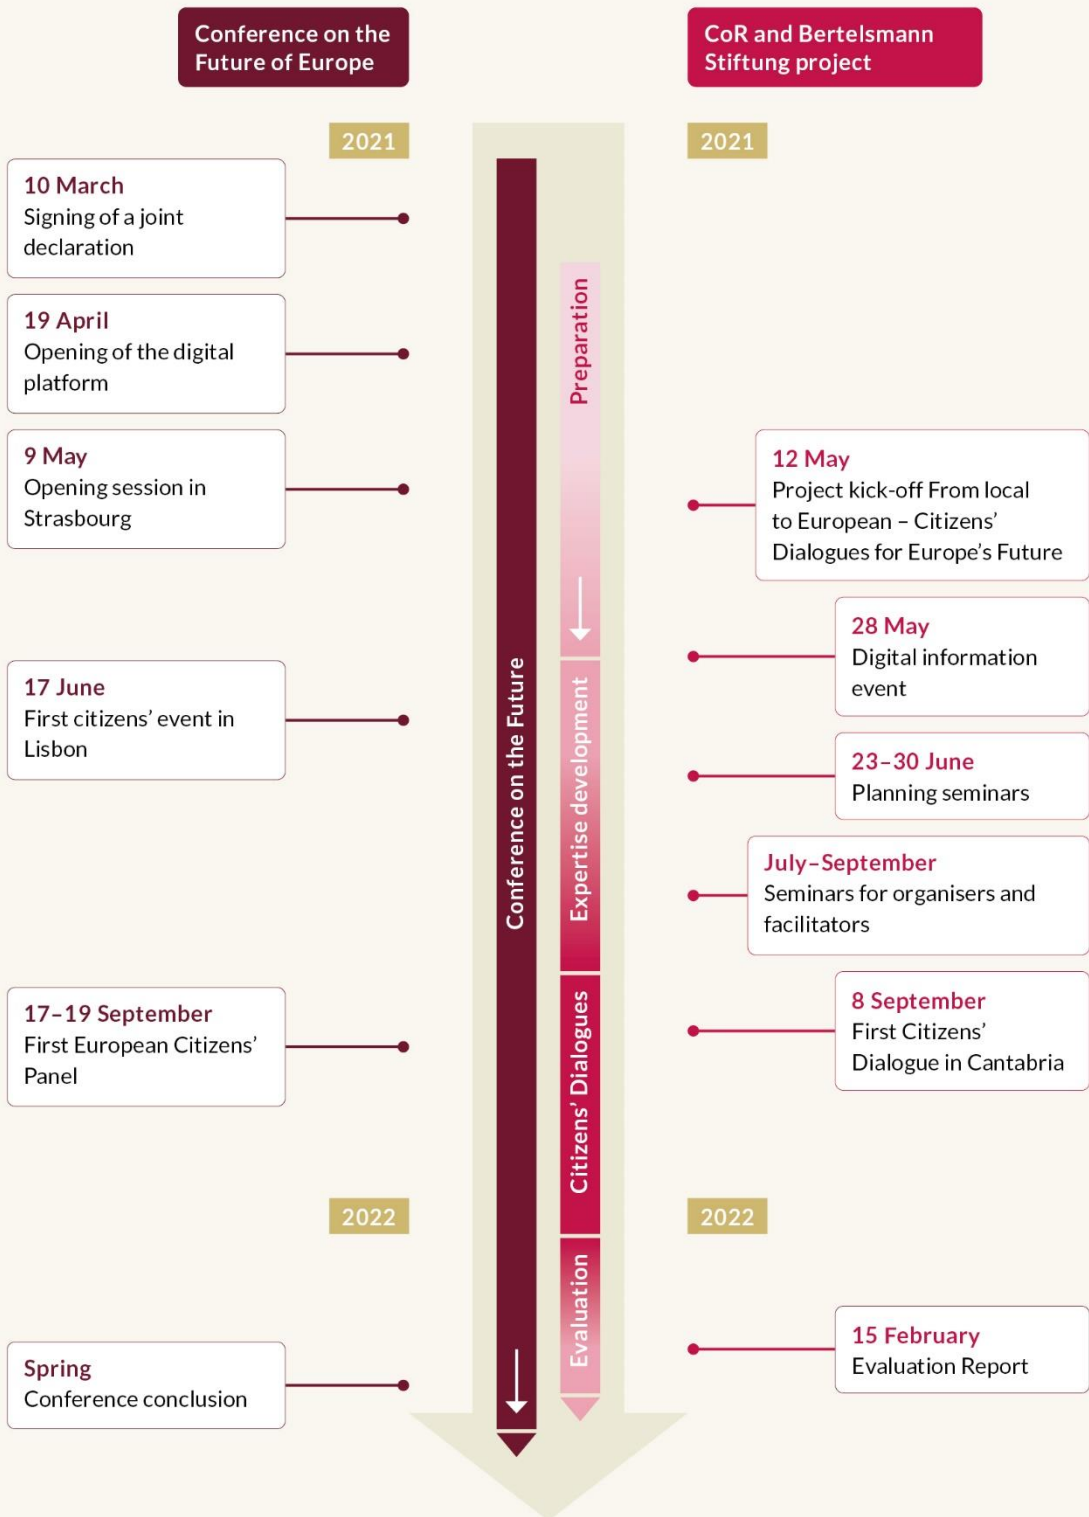 Conference on the
Future of Europe
2021
10 March
Signing of a joint
declaration
19 April
Opening of the digital
platform
9 May
Opening session in
Strasbourg
17 June
First citizens’ event in
Lisbon
17–19 September
First European Citizens’
Panel
2022
Spring
Conference conclusion
Conference on the Future
Preparation
Expertise development
Citizens’ Dialogues
Evaluation
CoR and Bertelsmann
Stiftung project
2021
12 May
Project kick-off From local
to European – Citizens’
Dialogues for Europe’s Future
28 May
Digital information
event
23–30 June
Planning seminars
July–September
Seminars for organisers and
facilitators
8 September
First Citizens’
Dialogue in Cantabria
2022
15 February
Evaluation Report